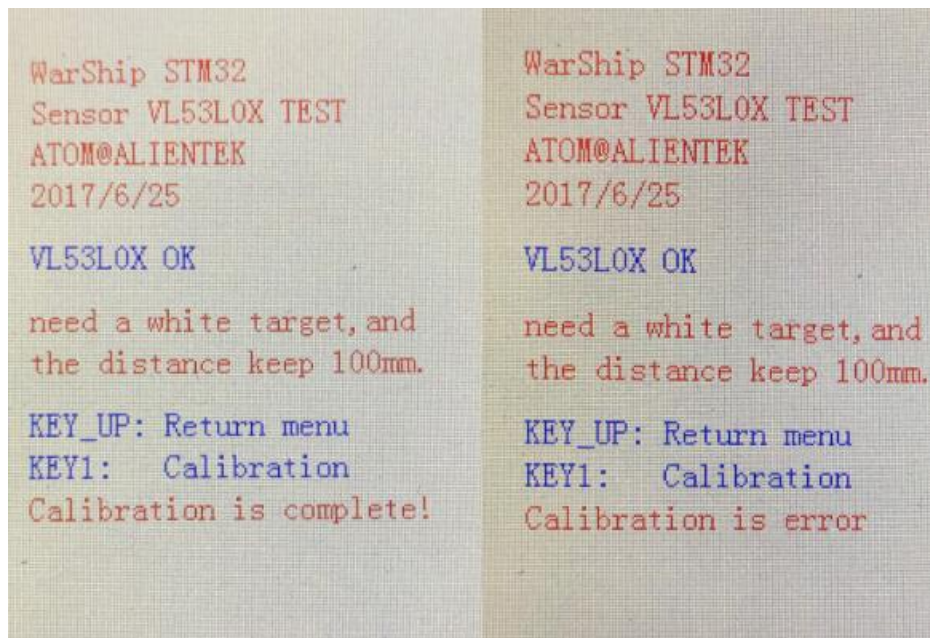 WarShip STM32
Sensor VL53L0X TEST
ATOM@ALIENTEK
2017/6/25
VL53L0X OK
need a white target,and
the distance keep 100mm.
KEY_UP: Return menu
KEY1: Calibration
Calibration is complete!
WarShip STM32
Sensor VL53L0X TEST
ATOM@ALIENTEK
2017/6/25
VL53L0X OK
need a white target,and
the distance keep 100mm.
KEY_UP: Return menu
KEY1: Calibration
Calibration is error